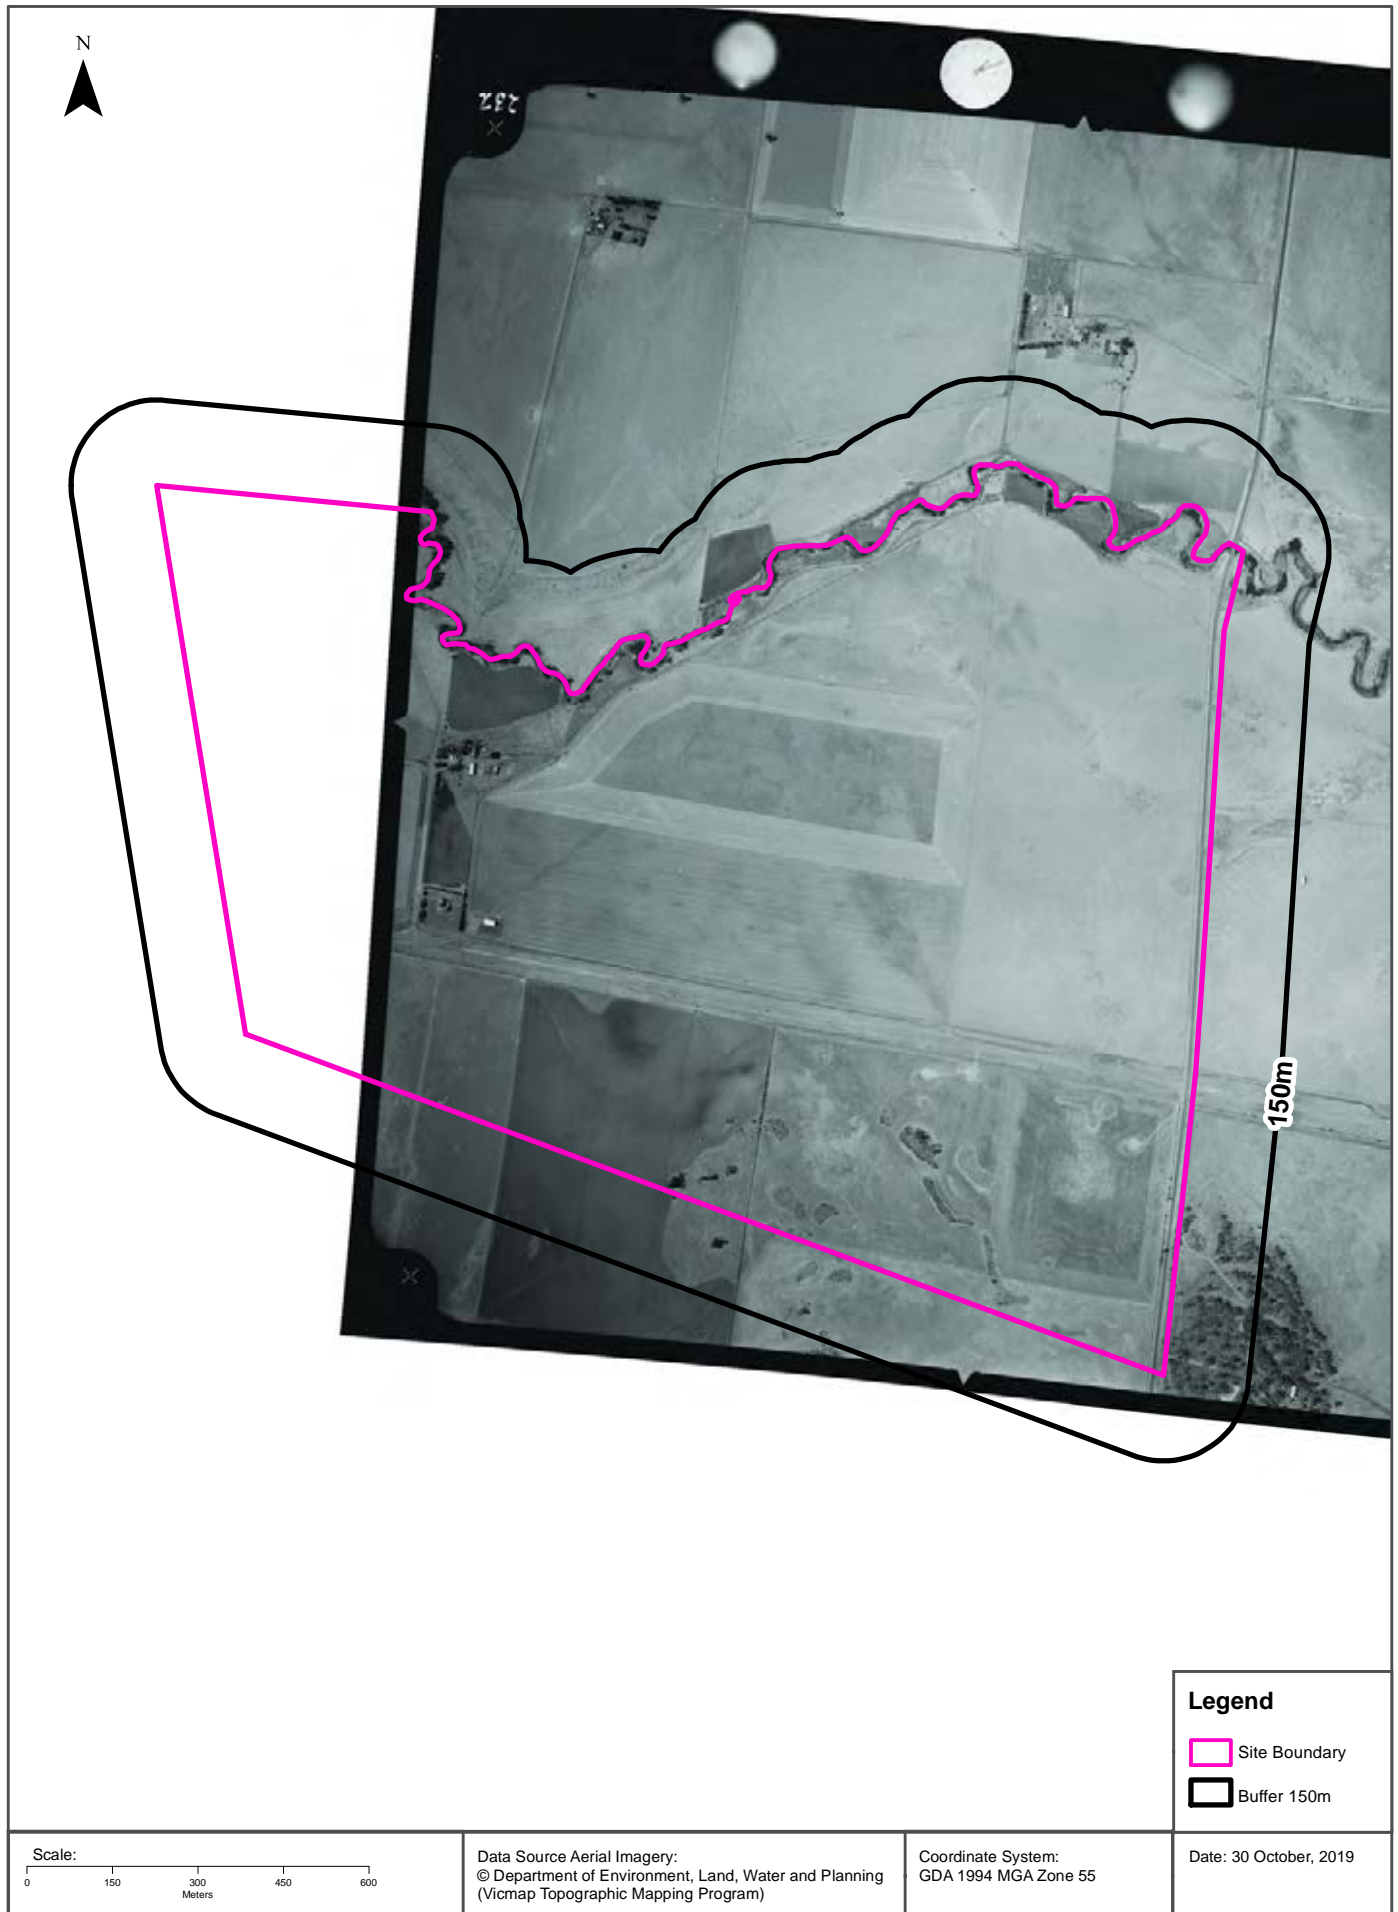 N
232
150m
Legend
Site Boundary
Buffer 150m
Scale:
0 150 300 450 600
Meters
Data Source Aerial Imagery:
© Department of Environment, Land, Water and Planning
(Vicmap Topographic Mapping Program)
Coordinate System:
GDA 1994 MGA Zone 55
Date: 30 October, 2019